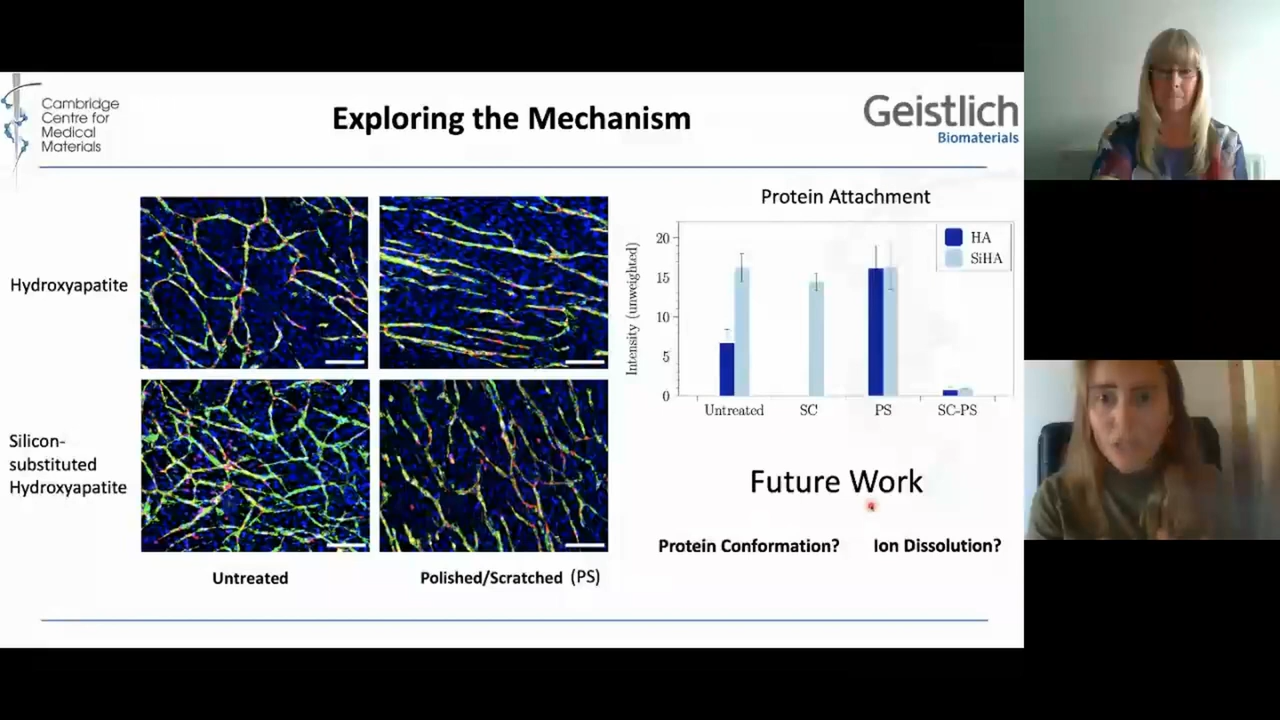 Cambridge
Centre for
Medical
Materials
Exploring the Mechanism
Geistlich
Biomaterials
Hydroxyapatite
Silicon-
substituted
Hydroxyapatite
Untreated
Polished/Scratched (PS)
Protein Attachment
Intensity (unweighted)
20
15
10
5
0
HA
SiHA
Untreated
SC
PS
SC-PS
Future Work
Protein Conformation?
Ion Dissolution?